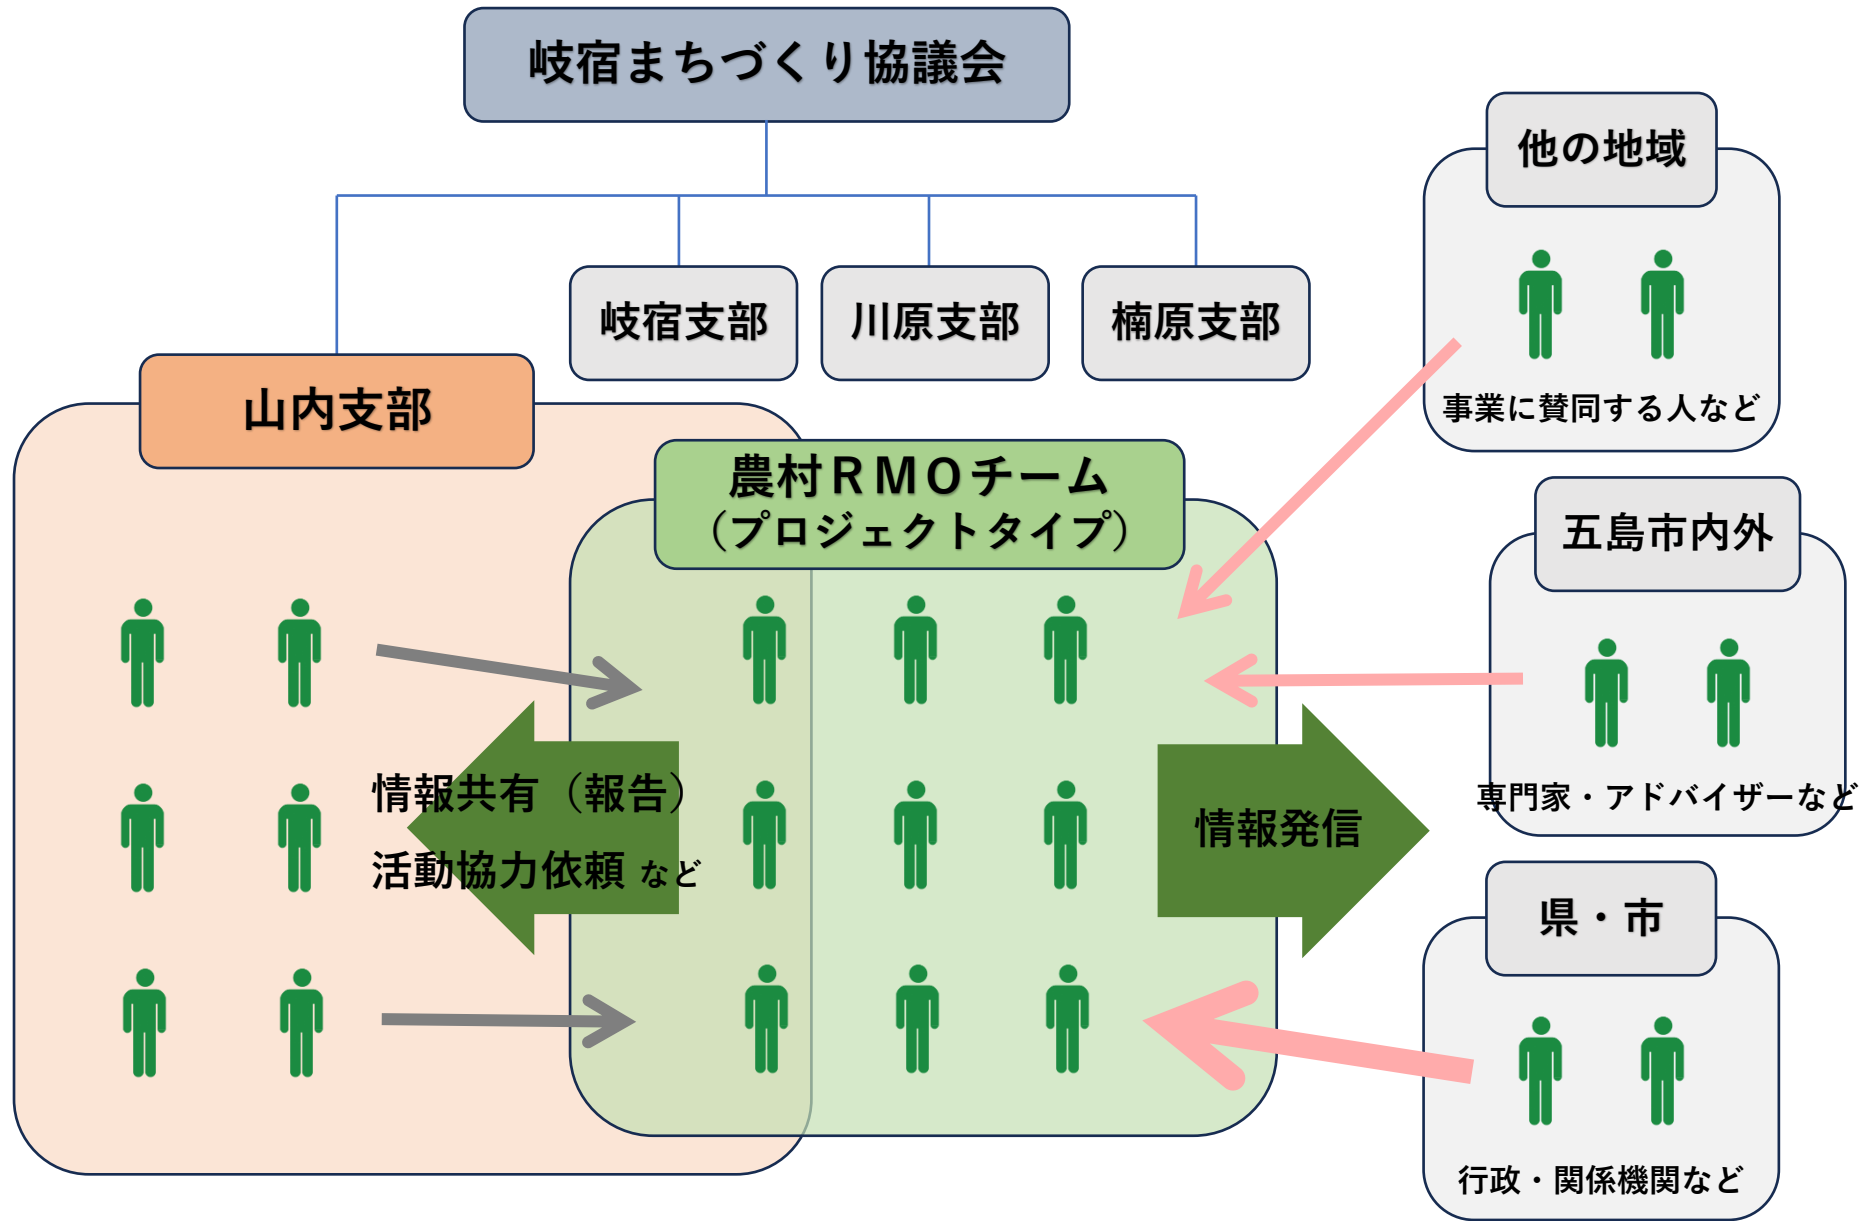 岐宿まちづくり協議会
岐宿支部
川原支部
楠原支部
山内支部
農村RMOチーム
（プロジェクトタイプ）
情報共有（報告）
活動協力依頼 など
情報発信
他の地域
事業に賛同する人など
五島市内外
専門家・アドバイザーなど
県・市
行政・関係機関など